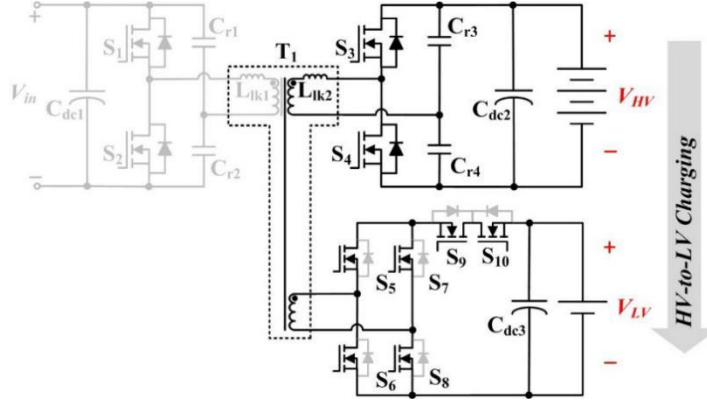 +
S1
Cr1
T1
S3
Cr3
+
Vin
Cdc1
Llk1
Llk2
Cdc2
VHV
S2
Cr2
S4
Cr4
−
−
HV-to-LV Charging
S9
S10
+
S5
S7
Cdc3
VLV
S6
S8
−